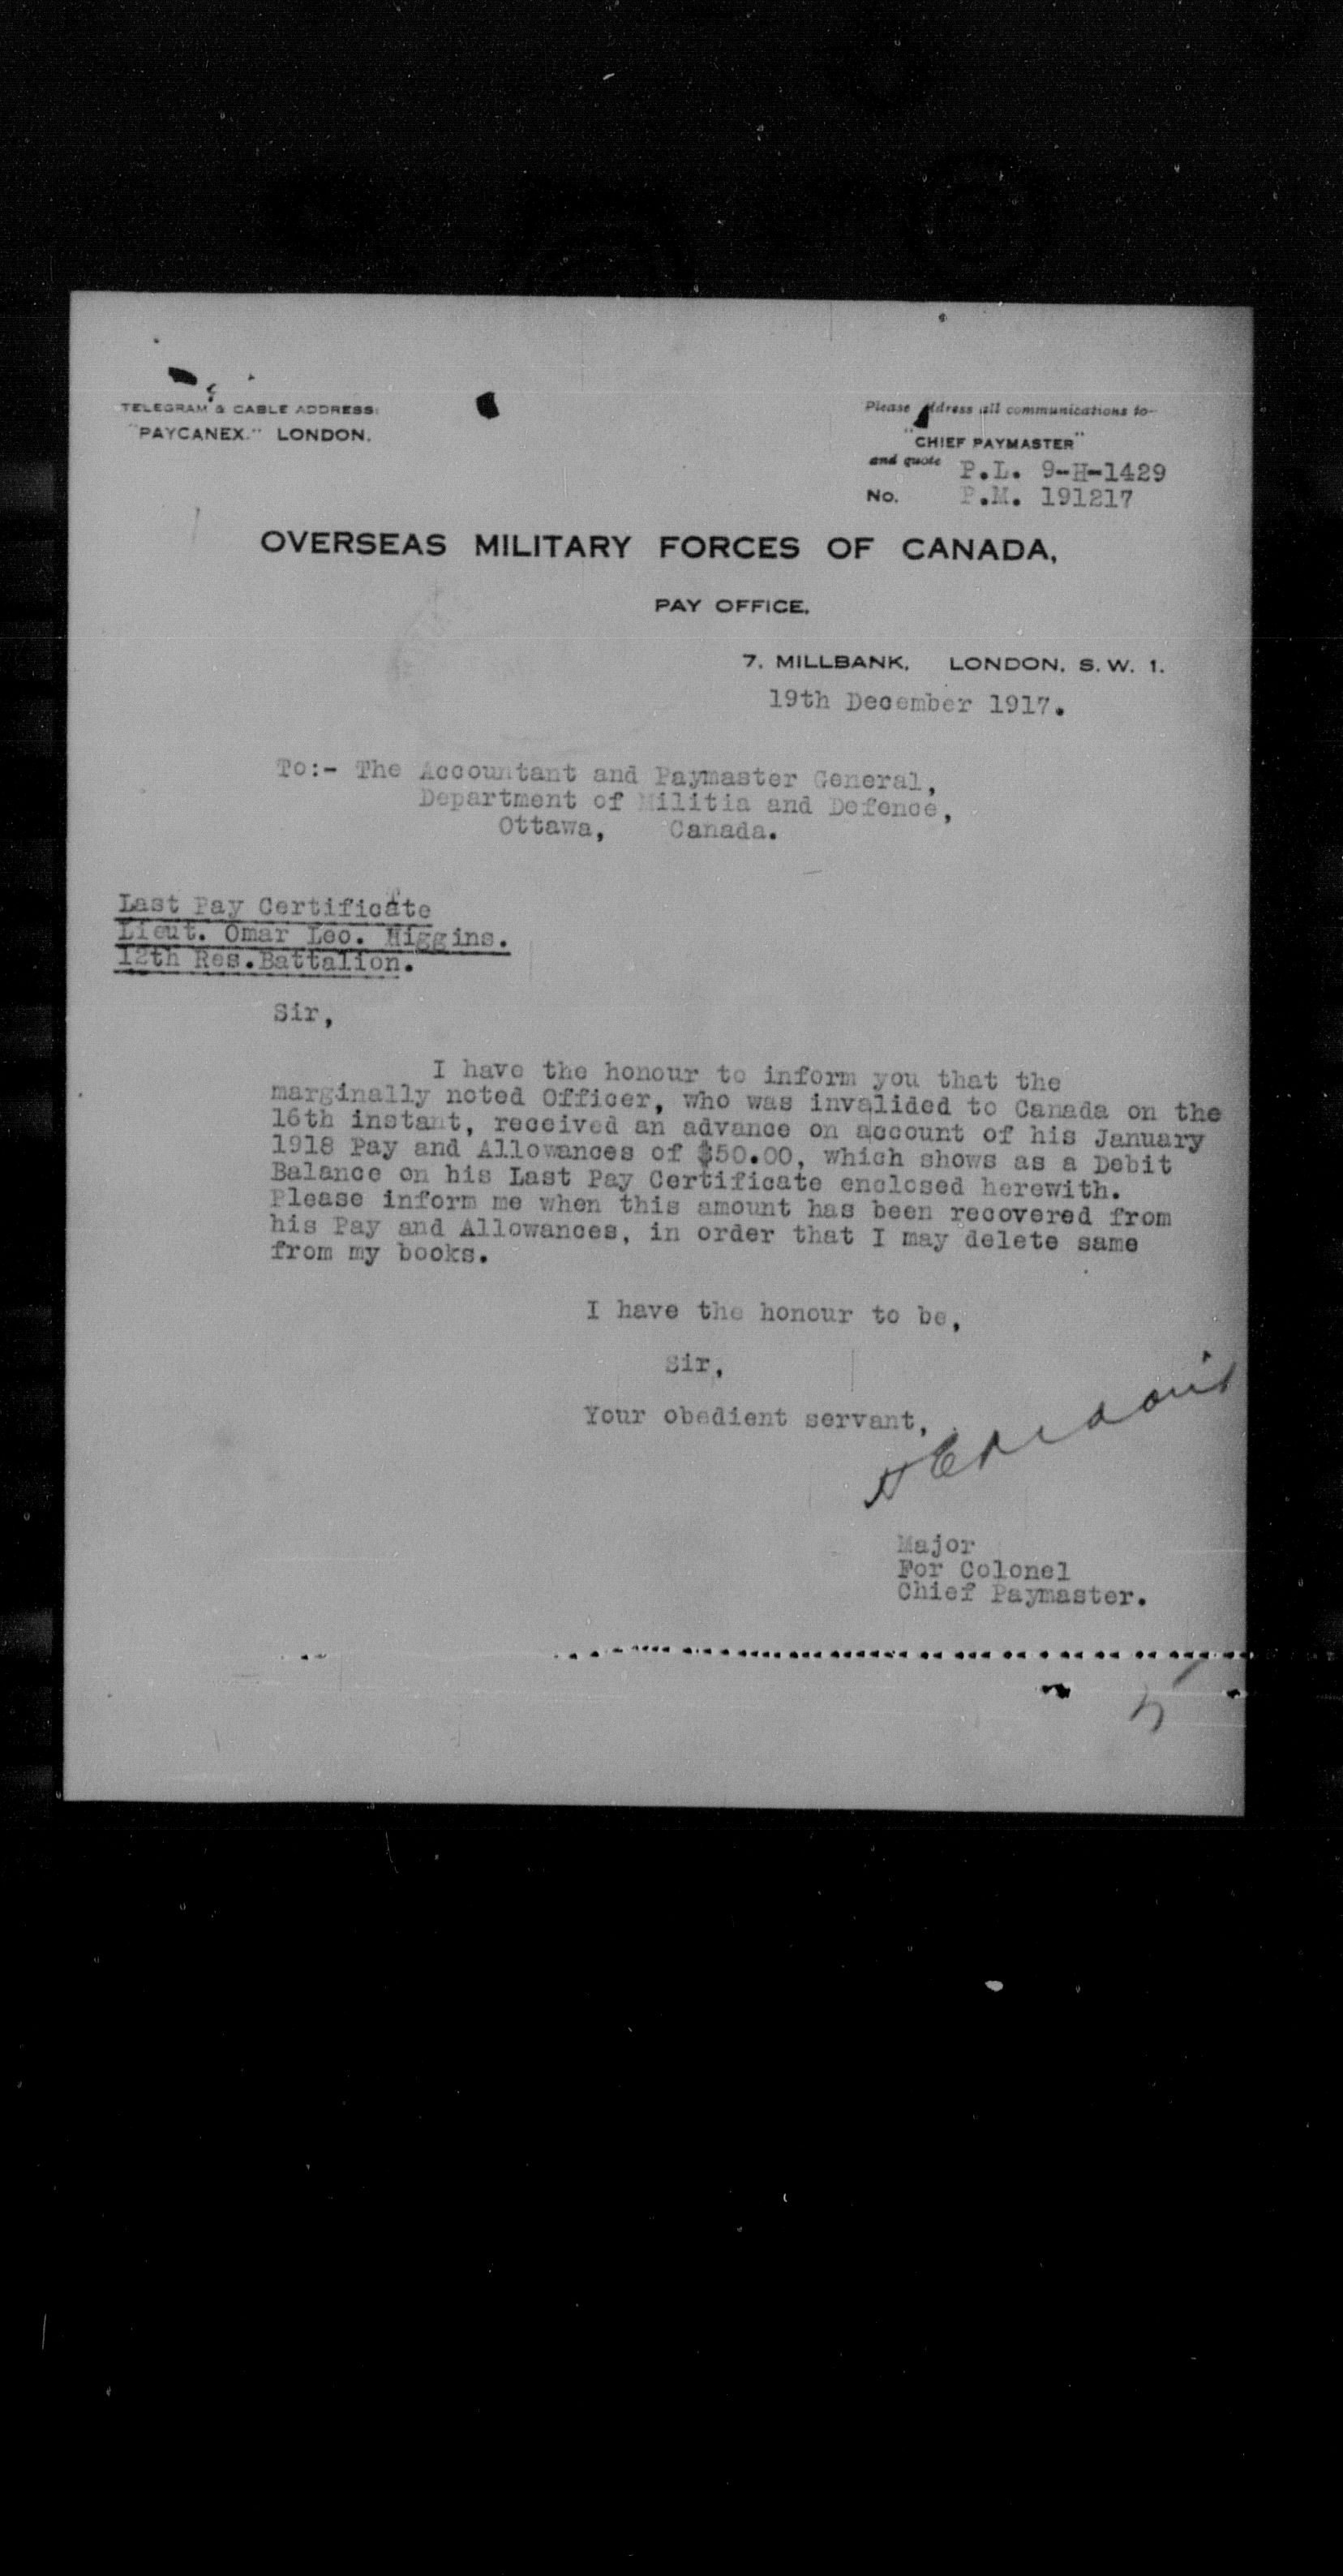 TELEGRAM & CABLE ADDRESS:
"PAYCANEX." LONDON.
Please address all communications to—
"CHIEF PAYMASTER"
and quote P.L. 9-H-1429
No. P.M. 191217
OVERSEAS MILITARY FORCES OF CANADA,
PAY OFFICE.
7, MILLBANK, LONDON, S.W. 1.
19th December 1917.
To:- The Accountant and Paymaster General,
Department of Militia and Defence,
Ottawa, Canada.
Last Pay Certificate
Lieut. Omar Leo. Higgins.
12th Res.Battalion.
Sir,
I have the honour to inform you that the
marginally noted Officer, who was invalided to Canada on the
16th instant, received an advance on account of his January
1918 Pay and Allowances of $50.00, which shows as a Debit
Balance on his Last Pay Certificate enclosed herewith.
Please inform me when this amount has been recovered from
his Pay and Allowances, in order that I may delete same
from my books.
I have the honour to be,
Sir,
Your obedient servant,
Major
For Colonel
Chief Paymaster.